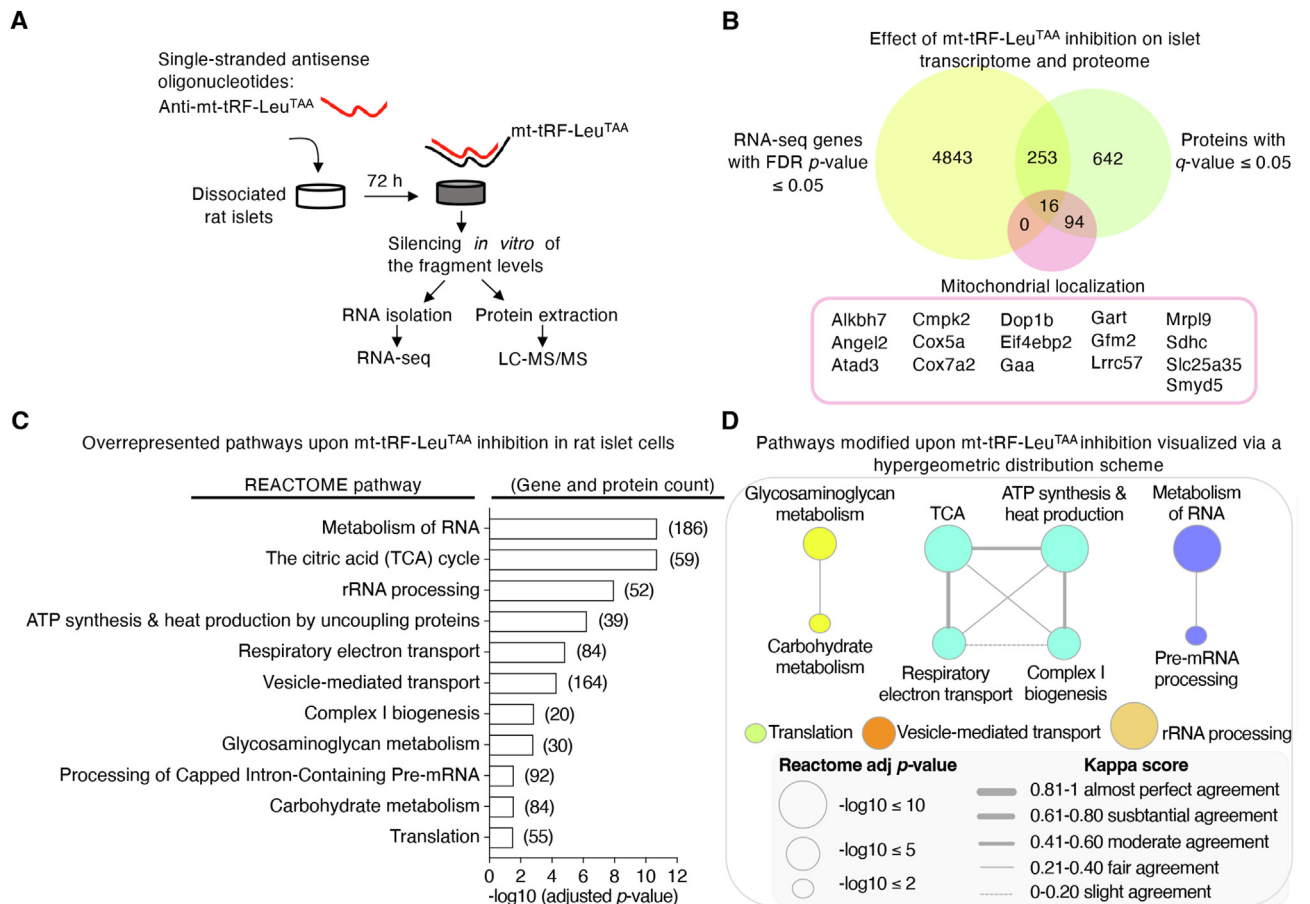 A
Single-stranded antisense
oligonucleotides:
Anti-mt-tRF-Leu^TAA
mt-tRF-Leu^TAA
72 h
Dissociated
rat islets
Silencing in vitro of
the fragment levels
RNA isolation
Protein extraction
RNA-seq
LC-MS/MS
B
Effect of mt-tRF-Leu^TAA inhibition on islet
transcriptome and proteome
RNA-seq genes
with FDR p-value
≤ 0.05
4843
253
642
Proteins with
q-value ≤ 0.05
16
0
94
Mitochondrial localization
Alkbh7
Angel2
Atad3
Cmpk2
Cox5a
Cox7a2
Dop1b
Eif4ebp2
Gaa
Gart
Gfm2
Lrrc57
Mrpl9
Sdhc
Slc25a35
Smyd5
C
Overrepresented pathways upon mt-tRF-Leu^TAA inhibition in rat islet cells
REACTOME pathway
(Gene and protein count)
Metabolism of RNA (186)
The citric acid (TCA) cycle (59)
rRNA processing (52)
ATP synthesis & heat production by uncoupling proteins (39)
Respiratory electron transport (84)
Vesicle-mediated transport (164)
Complex I biogenesis (20)
Glycosaminoglycan metabolism (30)
Processing of Capped Intron-Containing Pre-mRNA (92)
Carbohydrate metabolism (84)
Translation (55)
0 2 4 6 8 10 12
-log10 (adjusted p-value)
D
Pathways modified upon mt-tRF-Leu^TAA inhibition visualized via a
hypergeometric distribution scheme
Glycosaminoglycan
metabolism
Carbohydrate
metabolism
TCA
ATP synthesis &
heat production
Respiratory
electron transport
Complex I
biogenesis
Metabolism
of RNA
Pre-mRNA
processing
Translation
Vesicle-mediated transport
rRNA processing
Reactome adj p-value
-log10 ≤ 10
-log10 ≤ 5
-log10 ≤ 2
Kappa score
0.81-1 almost perfect agreement
0.61-0.80 susbtantial agreement
0.41-0.60 moderate agreement
0.21-0.40 fair agreement
0-0.20 slight agreement